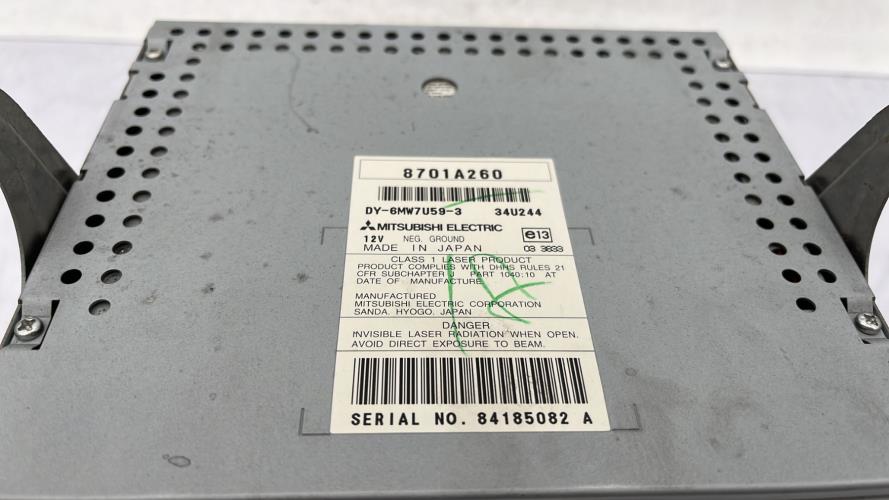 8701A260
DY-6MW7U59-3 34U244
MITSUBISHI ELECTRIC
12V NEG. GROUND e13
MADE IN JAPAN 03 3833
CLASS 1 LASER PRODUCT
PRODUCT COMPLIES WITH DHHS RULES 21
CFR SUBCHAPTER J PART 1040:10 AT
DATE OF MANUFACTURE
MANUFACTURED
MITSUBISHI ELECTRIC CORPORATION
SANDA, HYOGO, JAPAN
DANGER
INVISIBLE LASER RADIATION WHEN OPEN.
AVOID DIRECT EXPOSURE TO BEAM.
SERIAL NO. 84185082 A